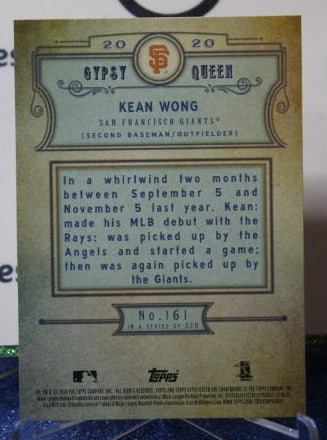 2020
SF
GYPSY QUEEN
KEAN WONG
SAN FRANCISCO GIANTS®
(SECOND BASEMAN/OUTFIELDER)
In a whirlwind two months
between September 5 and
November 5 last year, Kean:
made his MLB debut with the
Rays; was picked up by the
Angels and started a game;
then was again picked up by
the Giants.
No. 161
IN A SERIES OF 320
Topps